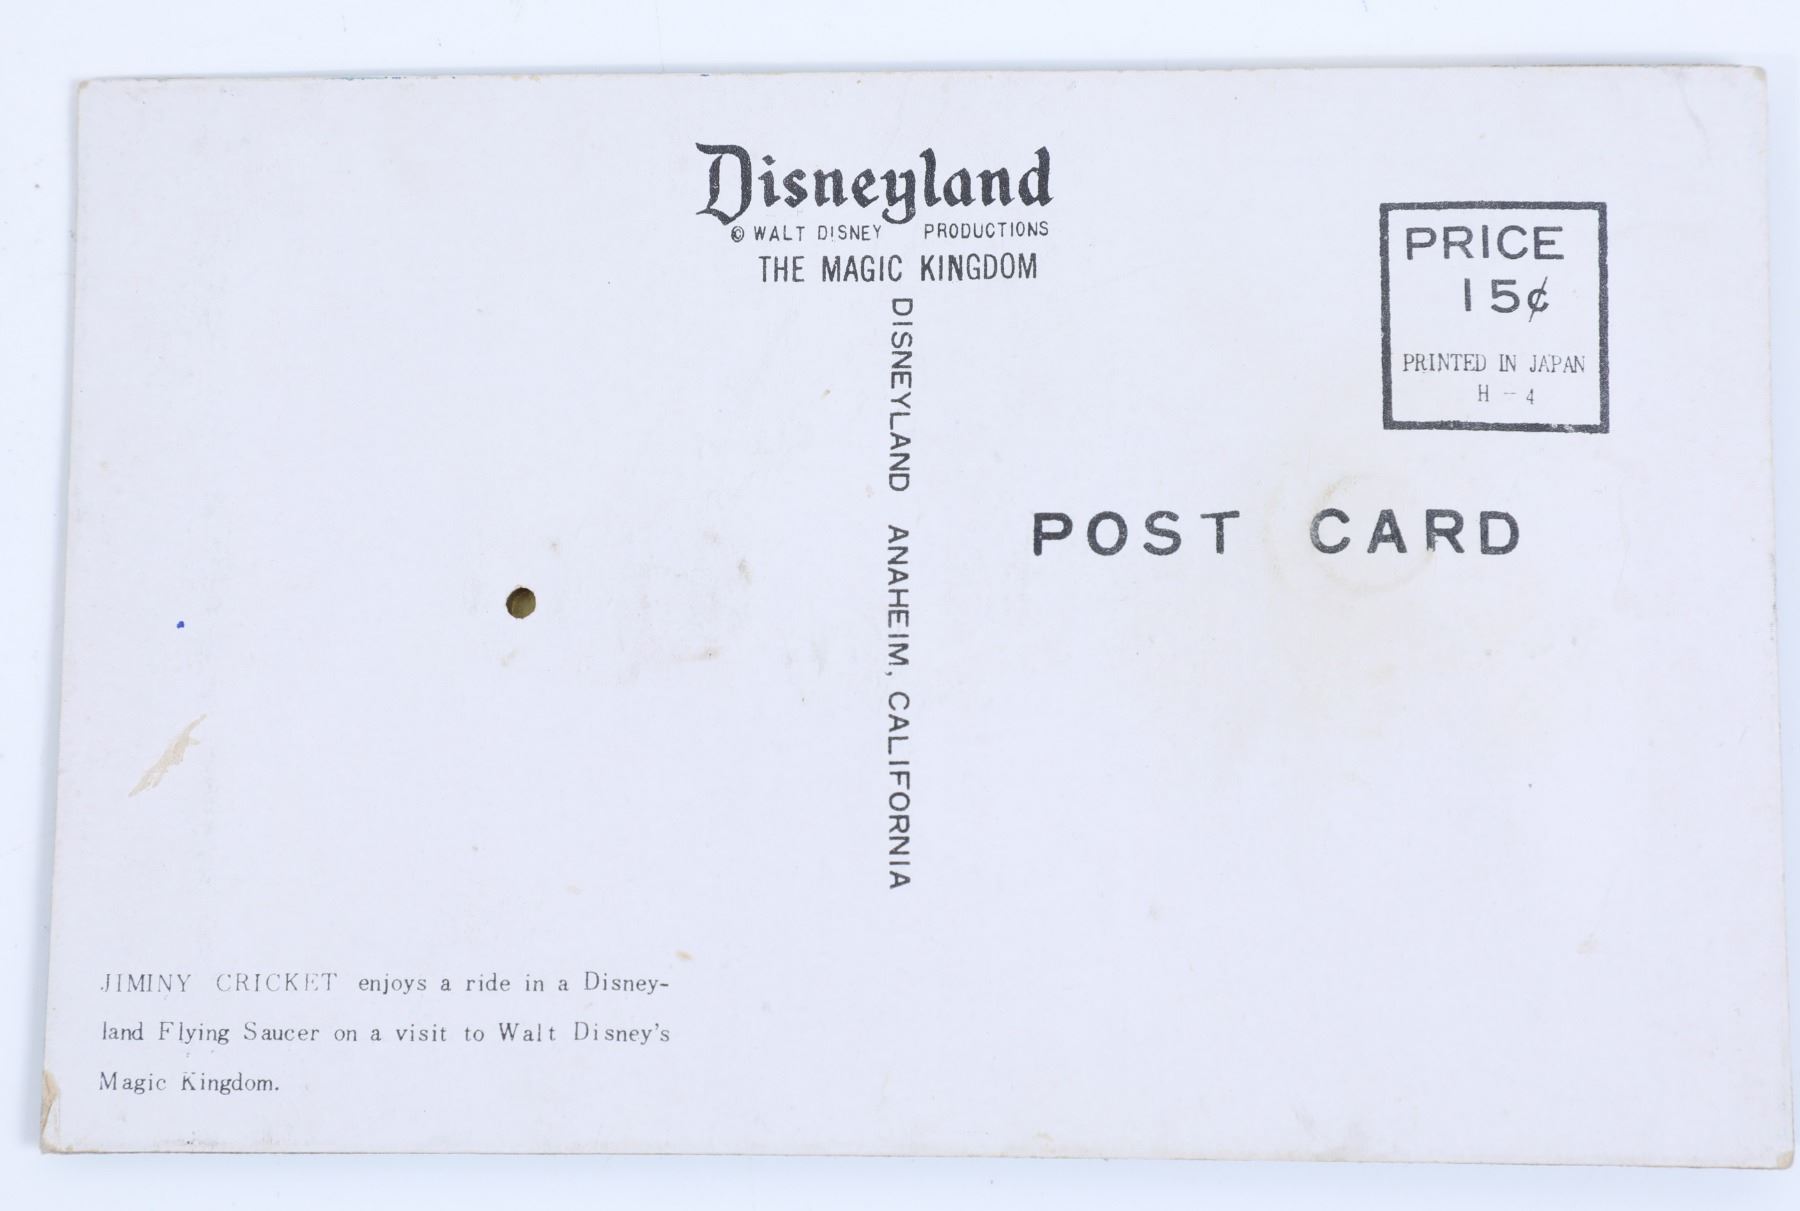 Disneyland
© WALT DISNEY PRODUCTIONS
THE MAGIC KINGDOM
DISNEYLAND ANAHEIM, CALIFORNIA
PRICE
15¢
PRINTED IN JAPAN
H - 4
POST CARD
JIMINY CRICKET enjoys a ride in a Disney-
land Flying Saucer on a visit to Walt Disney's
Magic Kingdom.